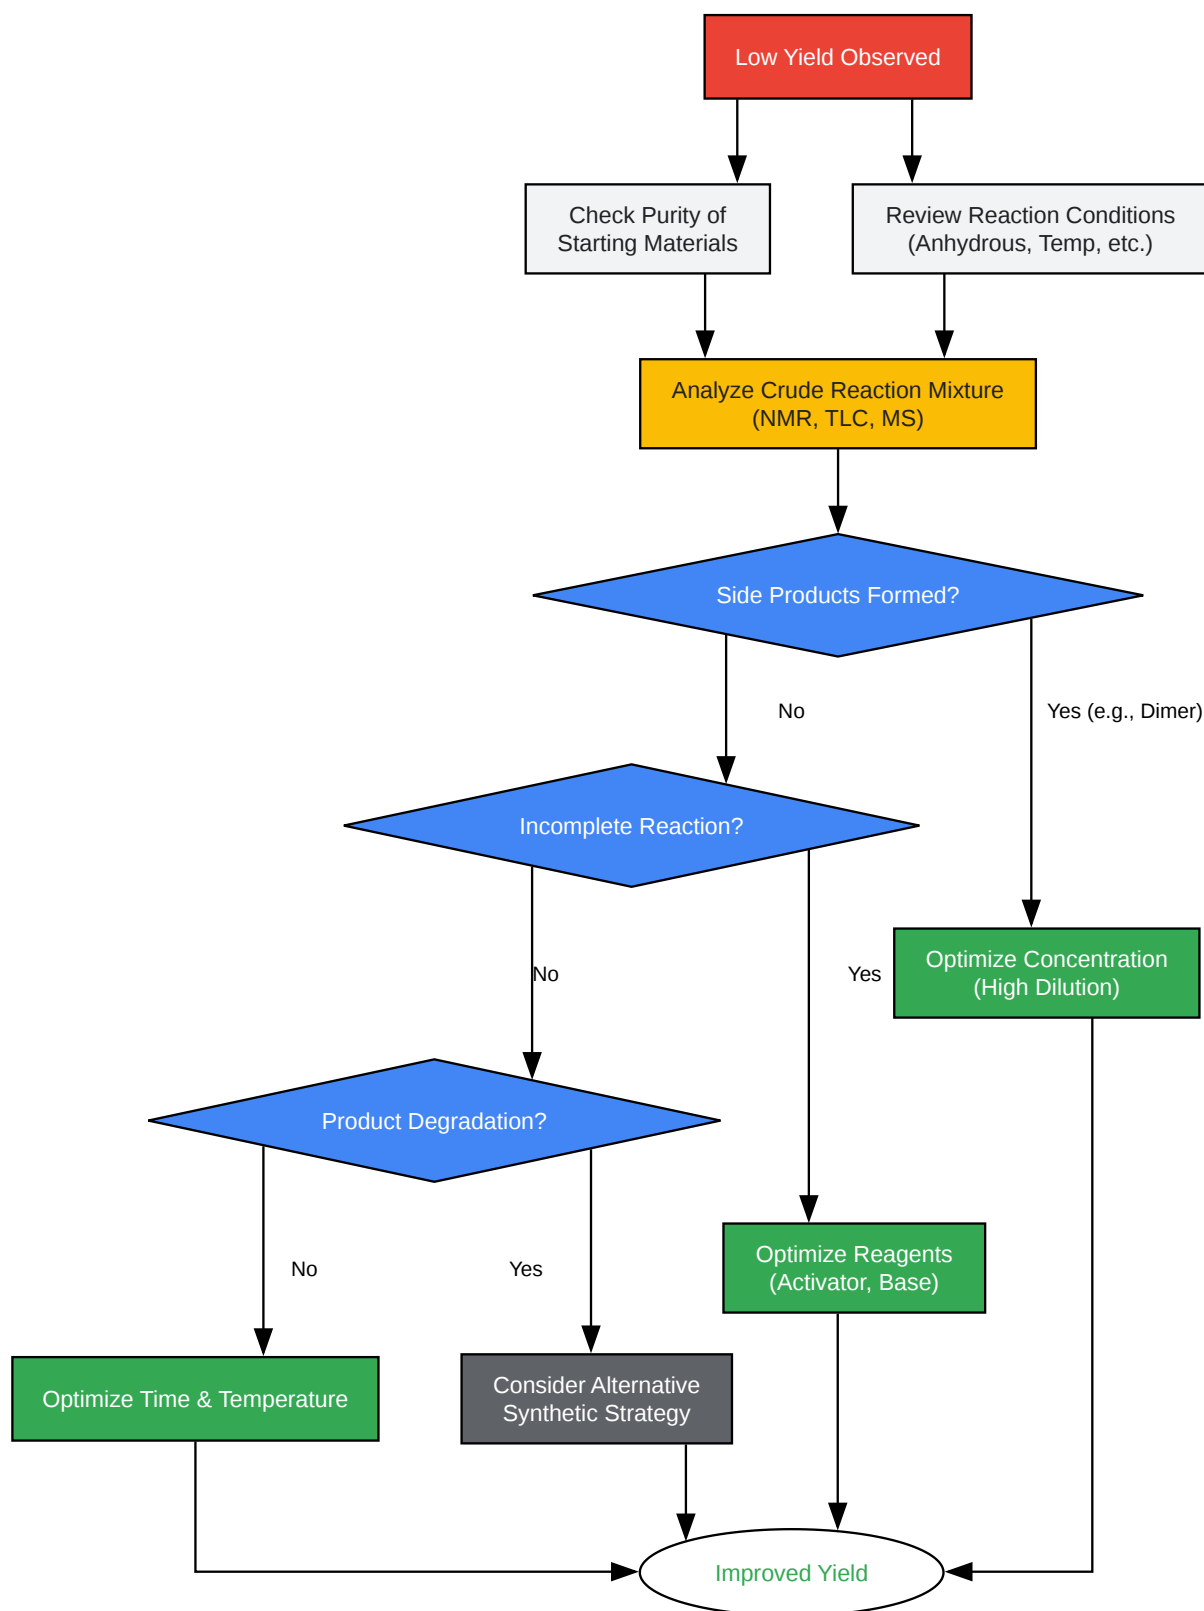 Low Yield Observed
Check Purity of
Starting Materials
Review Reaction Conditions
(Anhydrous, Temp, etc.)
Analyze Crude Reaction Mixture
(NMR, TLC, MS)
Side Products Formed?
No
Yes (e.g., Dimer)
Incomplete Reaction?
No
Yes
Optimize Concentration
(High Dilution)
Product Degradation?
No
Yes
Optimize Reagents
(Activator, Base)
Optimize Time & Temperature
Consider Alternative
Synthetic Strategy
Improved Yield